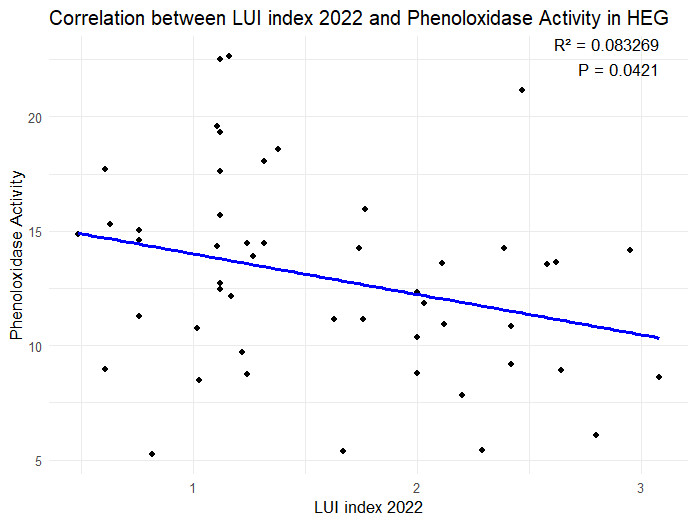 Correlation between LUI index 2022 and Phenoloxidase Activity in HEG
R² = 0.083269
P = 0.0421
Phenoloxidase Activity
20
15
10
5
1
2
3
LUI index 2022